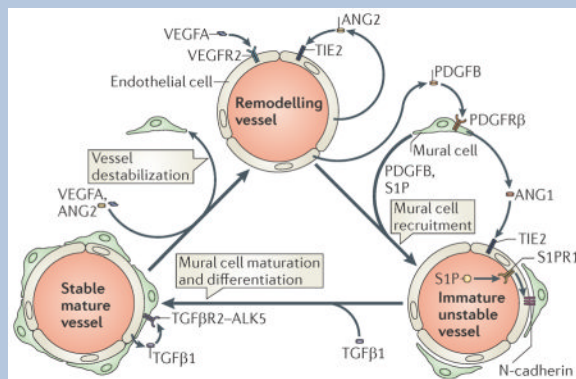 VEGFA
ANG2
VEGFR2
TIE2
Endothelial cell
Remodelling
vessel
PDGFB
PDGFRβ
Mural cell
PDGFB,
S1P
Vessel
destabilization
VEGFA,
ANG2
Mural cell
recruitment
ANG1
TIE2
S1PR1
S1P
Mural cell maturation
and differentiation
Stable
mature
vessel
Immature
unstable
vessel
TGFβR2–ALK5
TGFβ1
TGFβ1
N-cadherin